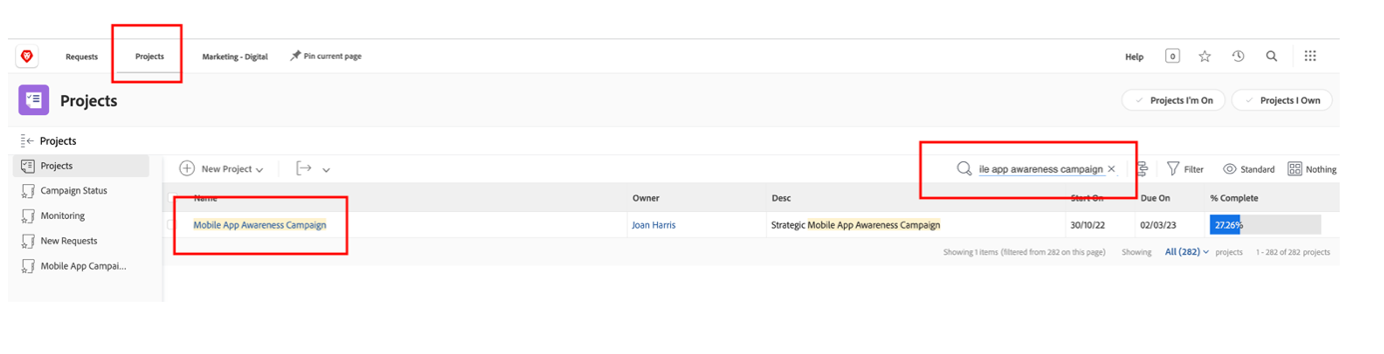 Requests Projects Marketing - Digital Pin current page Help 0
Projects Projects I'm On Projects I Own
Projects
Projects New Project ile app awareness campaign Filter Standard Nothing
Campaign Status Name Owner Desc Start On Due On % Complete
Monitoring Mobile App Awareness Campaign Joan Harris Strategic Mobile App Awareness Campaign 30/10/22 02/03/23 27.26%
New Requests Showing 1 items (filtered from 282 on this page) Showing All (282) projects 1 - 282 of 282 projects
Mobile App Campai...